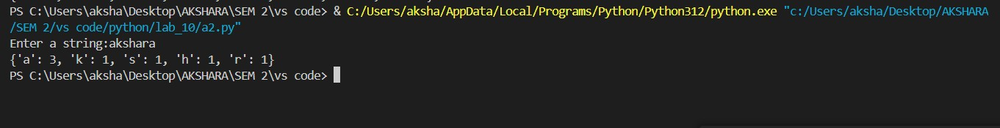 PS C:\Users\aksha\Desktop\AKSHARA\SEM 2\vs code> & C:/Users/aksha/AppData/Local/Programs/Python/Python312/python.exe "c:/Users/aksha/Desktop/AKSHARA
/SEM 2/vs code/python/lab_10/a2.py"
Enter a string:akshara
{'a': 3, 'k': 1, 's': 1, 'h': 1, 'r': 1}
PS C:\Users\aksha\Desktop\AKSHARA\SEM 2\vs code>